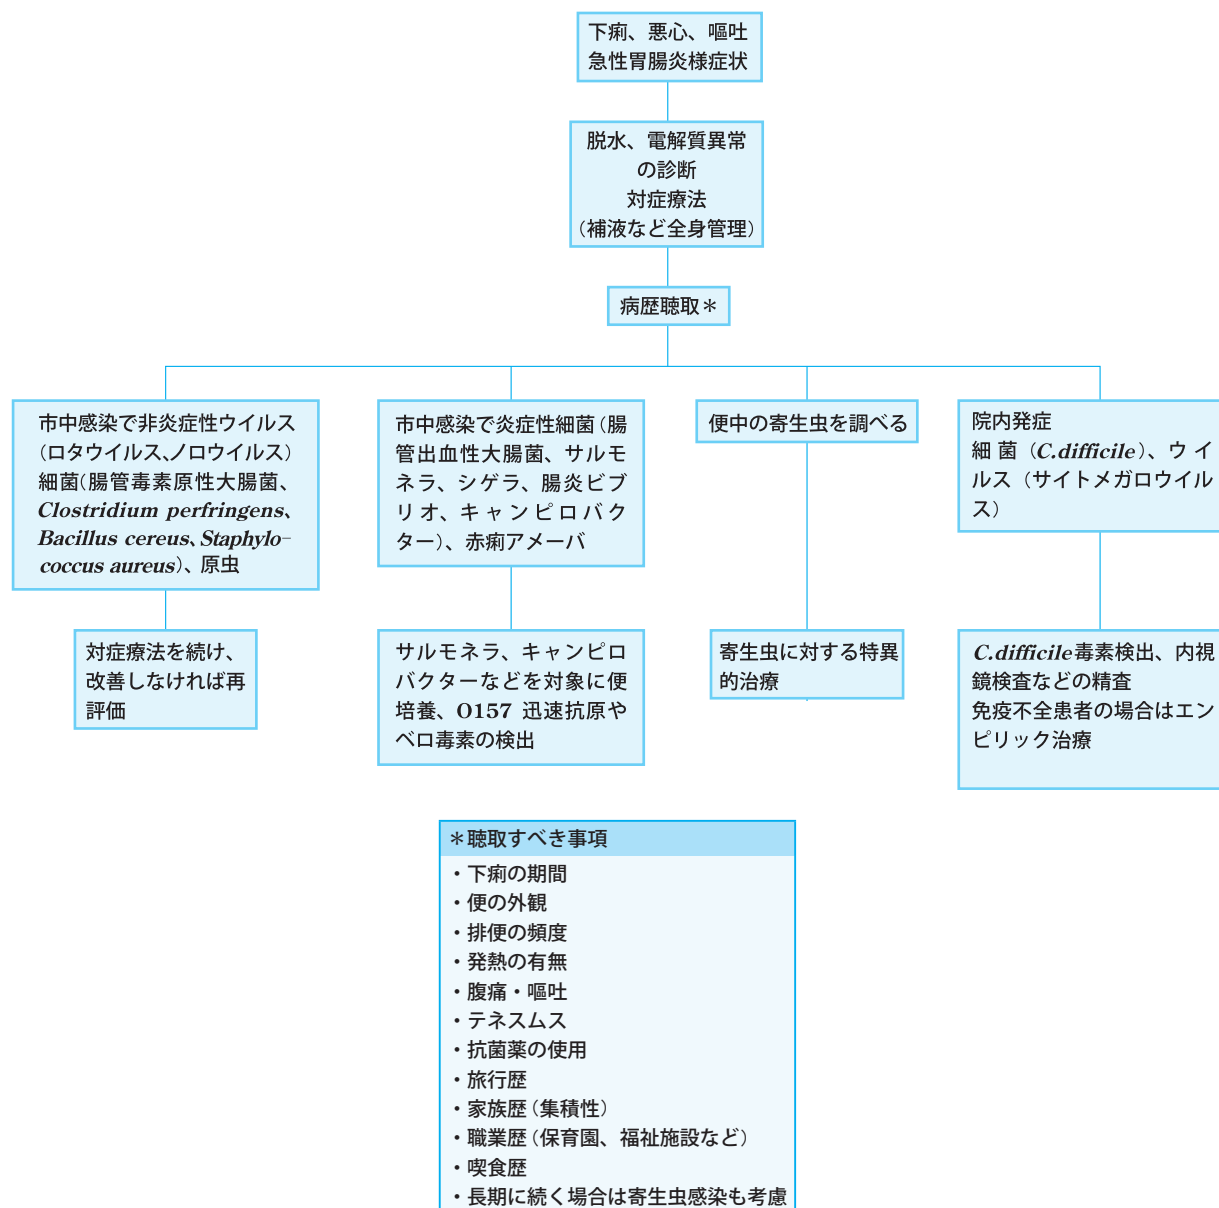 下痢、悪心、嘔吐
急性胃腸炎様症状
脱水、電解質異常
の診断
対症療法
(補液など全身管理)
病歴聴取＊
市中感染で非炎症性ウイルス
(ロタウイルス、ノロウイルス)
細菌(腸管毒素原性大腸菌、
Clostridium perfringens、
Bacillus cereus、Staphylo-
coccus aureus)、原虫
市中感染で炎症性細菌(腸
管出血性大腸菌、サルモ
ネラ、シゲラ、腸炎ビブ
リオ、キャンピロバク
ター)、赤痢アメーバ
便中の寄生虫を調べる
院内発症
細菌(C.difficile)、ウイ
ルス(サイトメガロウイル
ス)
対症療法を続け、
改善しなければ再
評価
サルモネラ、キャンピロ
バクターなどを対象に便
培養、O157 迅速抗原や
ベロ毒素の検出
寄生虫に対する特異
的治療
C.difficile毒素検出、内視
鏡検査などの精査
免疫不全患者の場合はエン
ピリック治療
＊聴取すべき事項
・下痢の期間
・便の外観
・排便の頻度
・発熱の有無
・腹痛・嘔吐
・テネスムス
・抗菌薬の使用
・旅行歴
・家族歴(集積性)
・職業歴(保育園、福祉施設など)
・喫食歴
・長期に続く場合は寄生虫感染も考慮